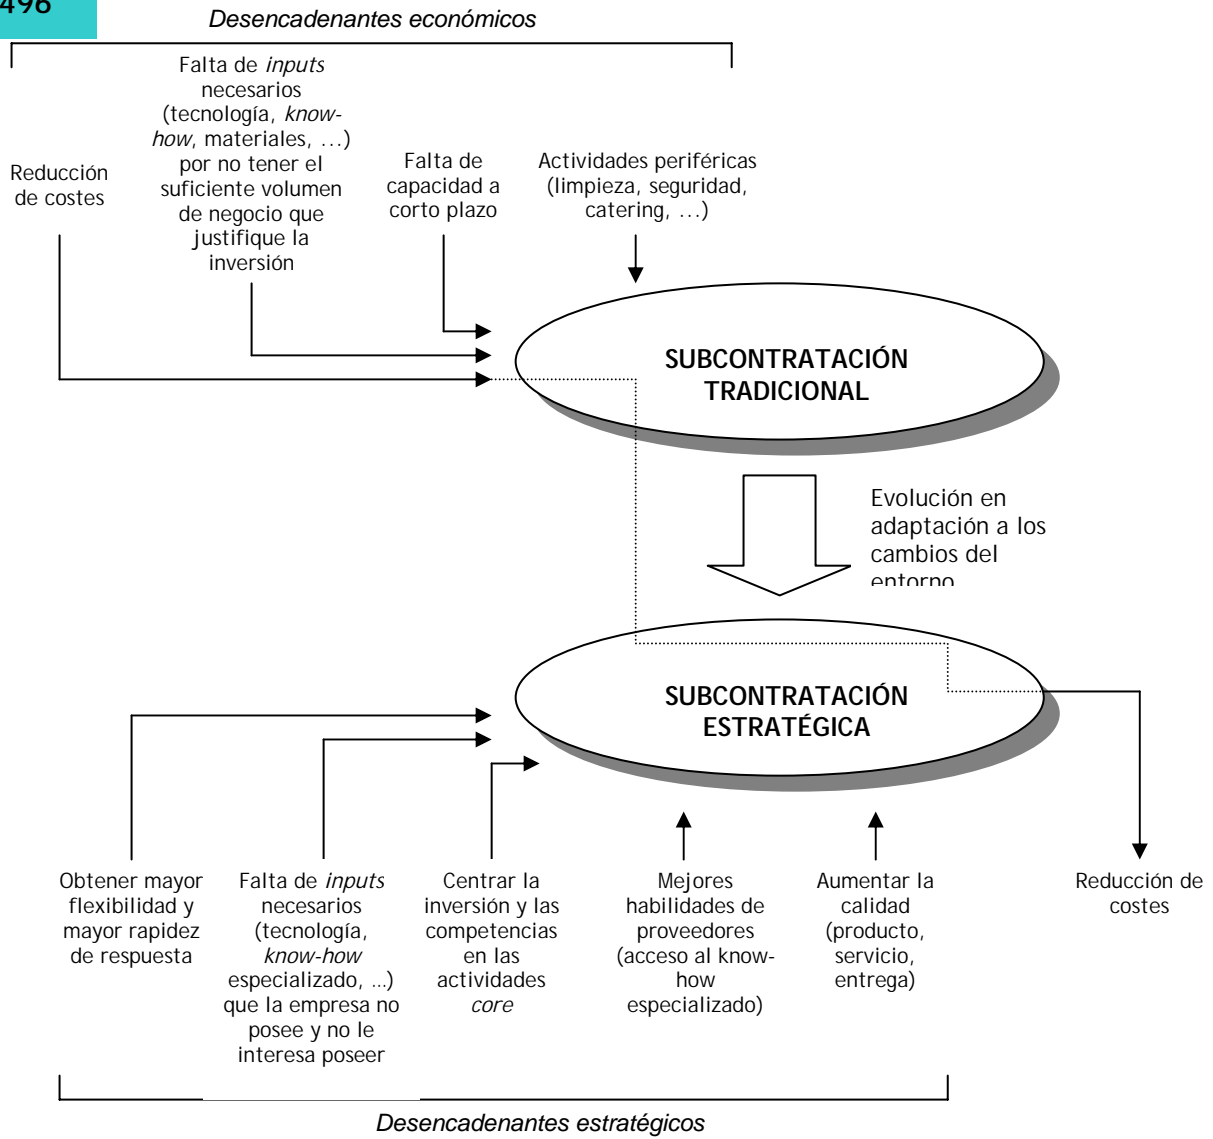 496
Desencadenantes económicos
Reducción
de costes
Falta de inputs
necesarios
(tecnología, know-
how, materiales, ...)
por no tener el
suficiente volumen
de negocio que
justifique la
inversión
Falta de
capacidad a
corto plazo
Actividades periféricas
(limpieza, seguridad,
catering, ...)
SUBCONTRATACIÓN
TRADICIONAL
Evolución en
adaptación a los
cambios del
entorno
SUBCONTRATACIÓN
ESTRATÉGICA
Obtener mayor
flexibilidad y
mayor rapidez
de respuesta
Falta de inputs
necesarios
(tecnología,
know-how
especializado, ...)
que la empresa no
posee y no le
interesa poseer
Centrar la
inversión y las
competencias
en las
actividades
core
Mejores
habilidades de
proveedores
(acceso al know-
how
especializado)
Aumentar la
calidad
(producto,
servicio,
entrega)
Reducción de
costes
Desencadenantes estratégicos